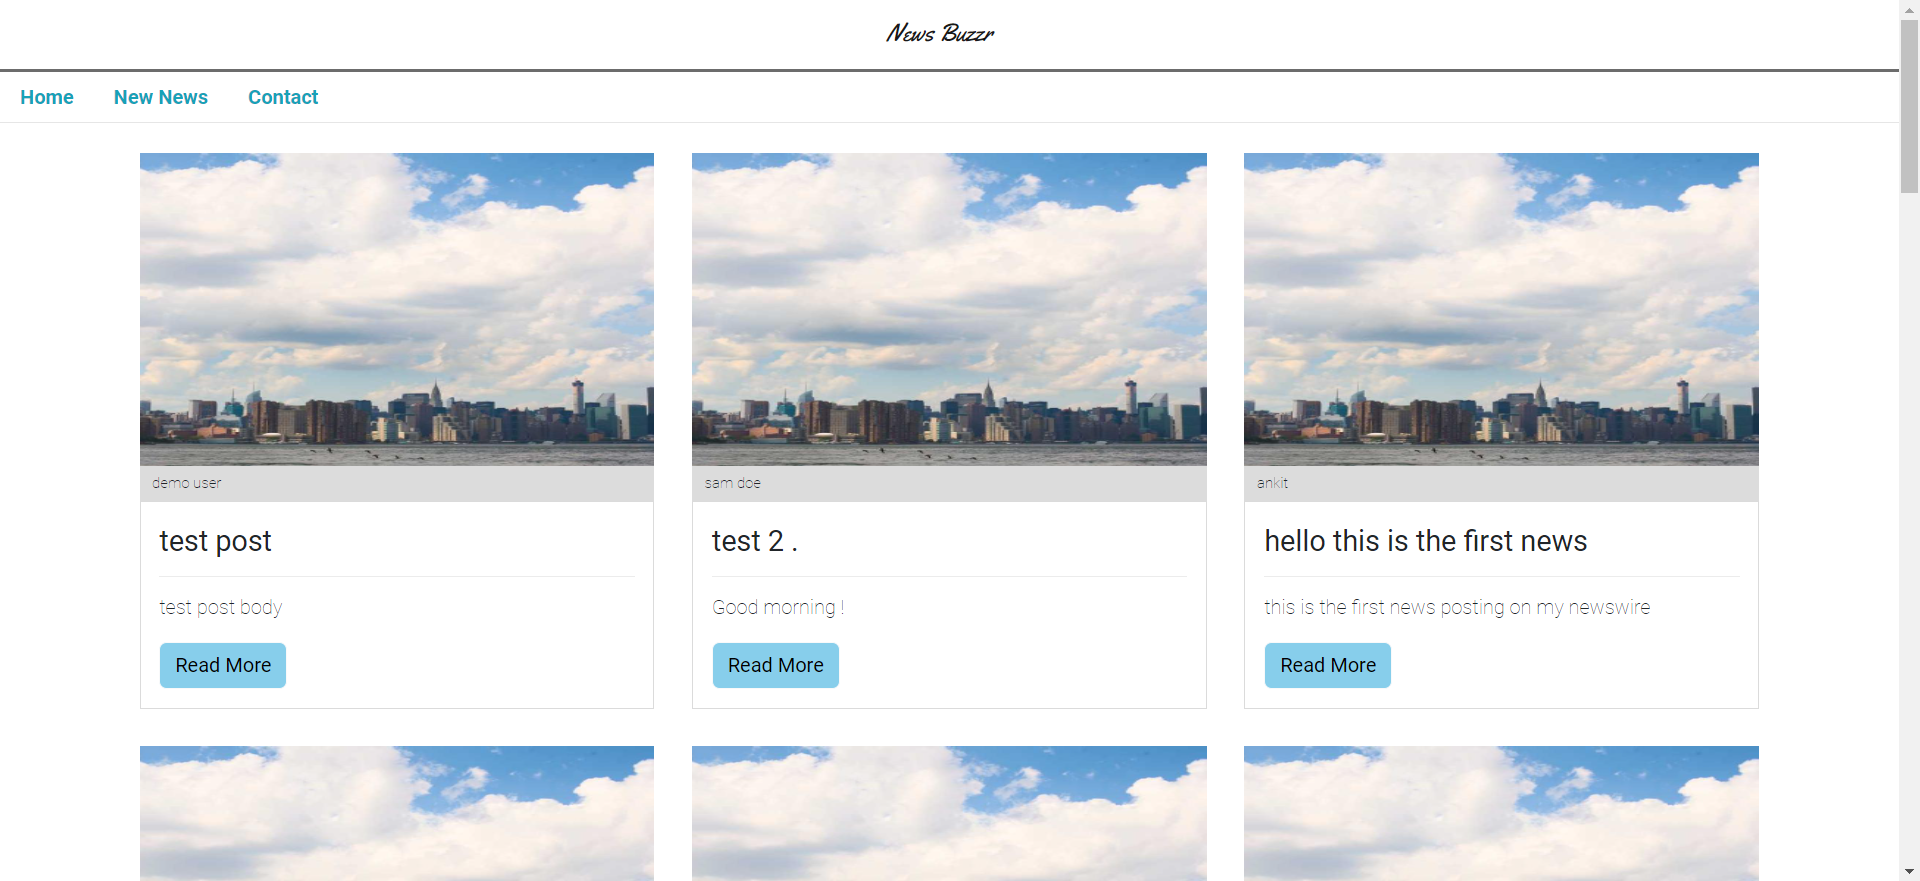 News Buzzr
Home New News Contact
demo user
test post
test post body
Read More
sam doe
test 2 .
Good morning !
Read More
ankit
hello this is the first news
this is the first news posting on my newswire
Read More